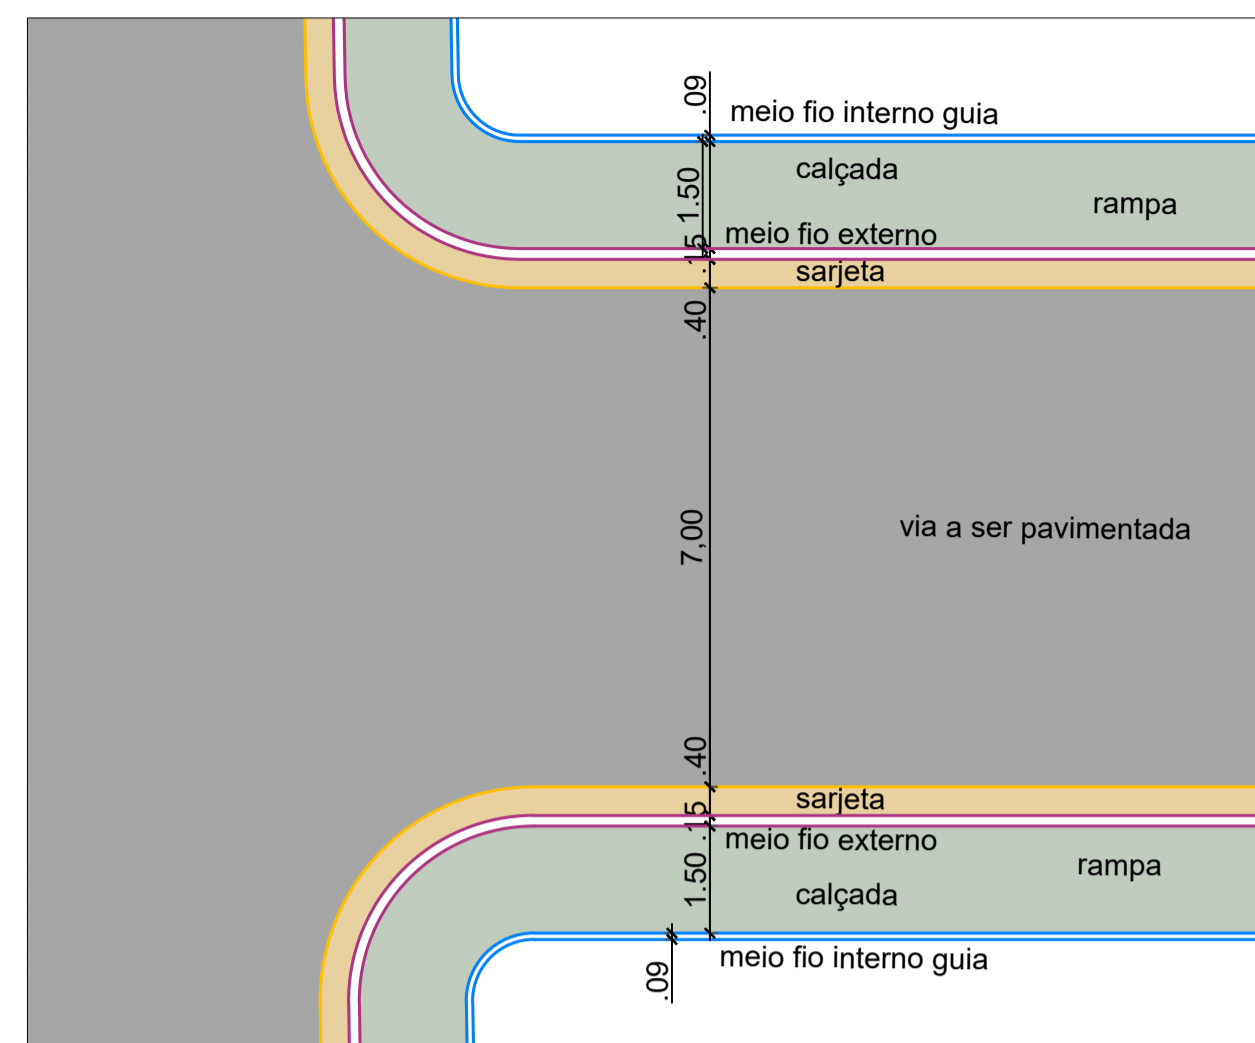 .09
meio fio interno guia
calçada
1.50
rampa
meio fio externo
.15
sarjeta
.40
7,00
via a ser pavimentada
.40
sarjeta
.15
meio fio externo
rampa
1.50
calçada
meio fio interno guia
.09